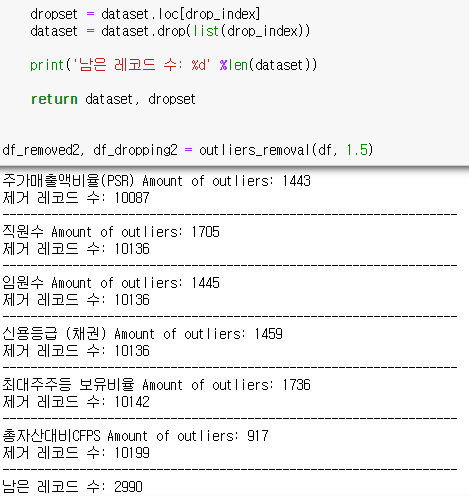 dropset = dataset.loc[drop_index]
dataset = dataset.drop(list(drop_index))
print('남은 레코드 수: %d' %len(dataset))
return dataset, dropset
df_removed2, df_dropping2 = outliers_removal(df, 1.5)
주가매출액비율(PSR) Amount of outliers: 1443
제거 레코드 수: 10087
--------------------------------------------------------------------
직원수 Amount of outliers: 1705
제거 레코드 수: 10136
--------------------------------------------------------------------
임원수 Amount of outliers: 1445
제거 레코드 수: 10136
--------------------------------------------------------------------
신용등급 (채권) Amount of outliers: 1459
제거 레코드 수: 10136
--------------------------------------------------------------------
최대주주등 보유비율 Amount of outliers: 1736
제거 레코드 수: 10142
--------------------------------------------------------------------
총자산대비CFPS Amount of outliers: 917
제거 레코드 수: 10199
--------------------------------------------------------------------
남은 레코드 수: 2990